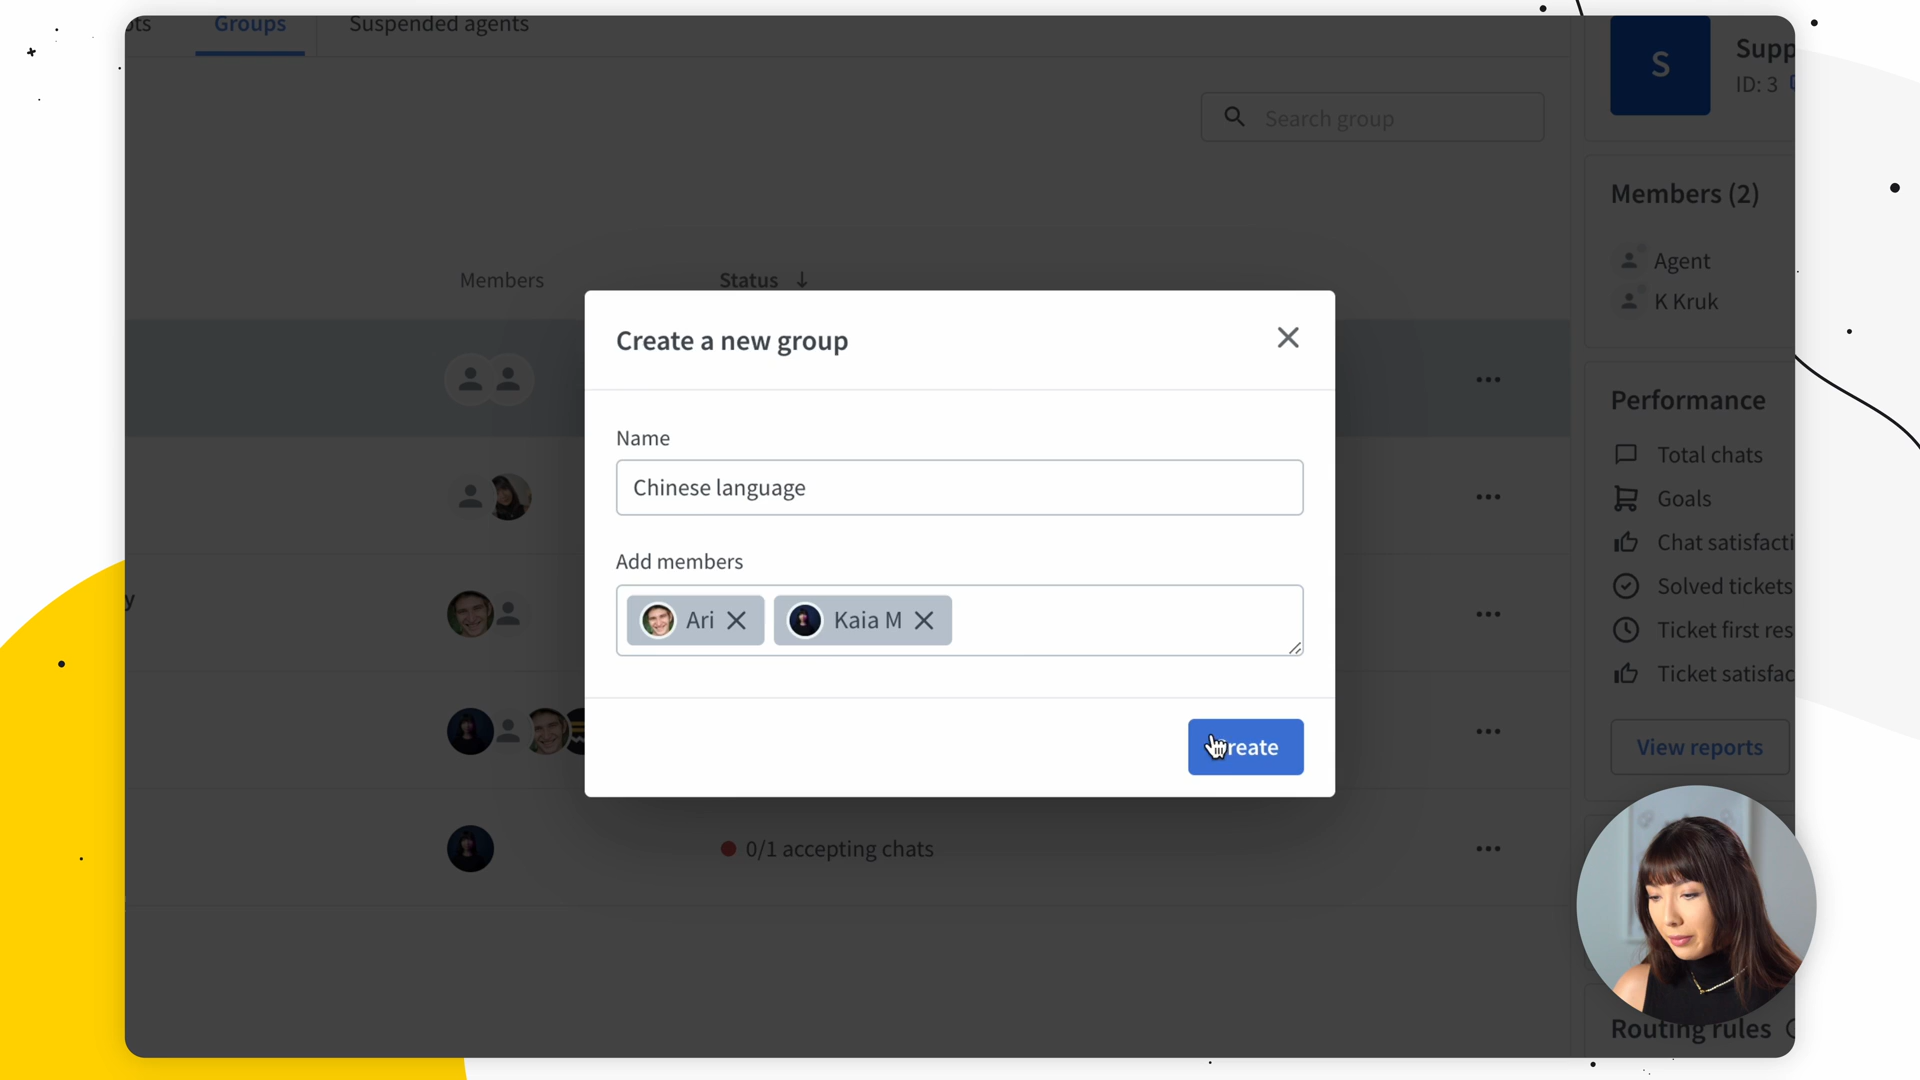 Groups
Suspended agents
S
Supp
ID: 3
Search group
Members (2)
Agent
K Kruk
Members
Status
Create a new group
Name
Chinese language
Add members
Ari
Kaia M
Create
y
0/1 accepting chats
Performance
Total chats
Goals
Chat satisfacti
Solved tickets
Ticket first res
Ticket satisfac
View reports
Routing rules